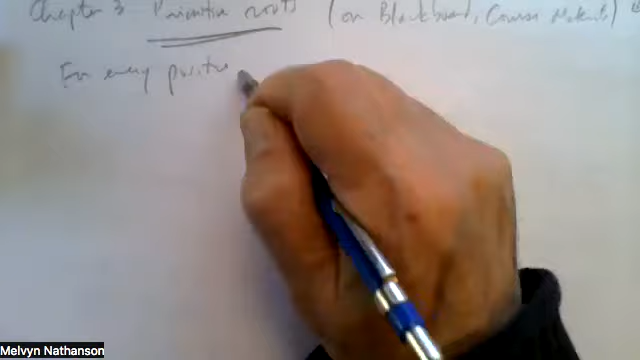 Chapter 3 Primitive roots (on Blackboard, Course Materials)
For every positive
Melvyn Nathanson